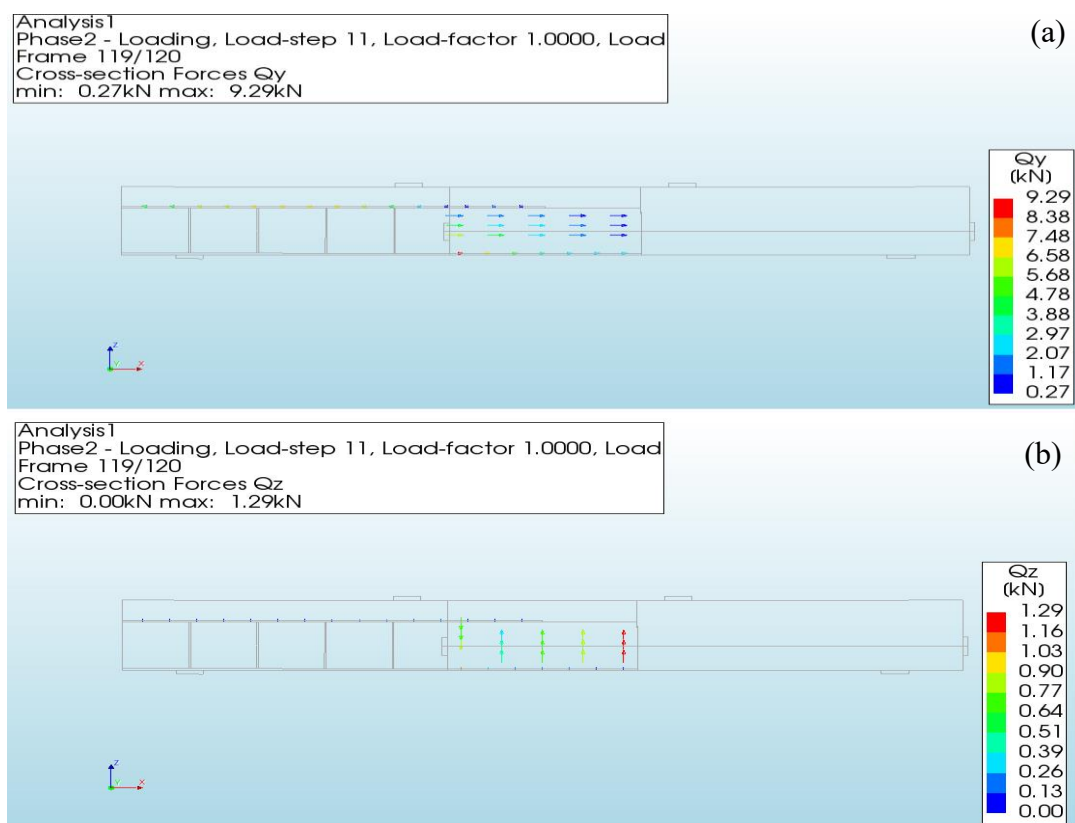 Analysis1
Phase2 - Loading, Load-step 11, Load-factor 1.0000, Load
Frame 119/120
Cross-section Forces Qy
min: 0.27kN max: 9.29kN
(a)
Qy
(kN)
9.29
8.38
7.48
6.58
5.68
4.78
3.88
2.97
2.07
1.17
0.27
Z
Y
X
Analysis1
Phase2 - Loading, Load-step 11, Load-factor 1.0000, Load
Frame 119/120
Cross-section Forces Qz
min: 0.00kN max: 1.29kN
(b)
Qz
(kN)
1.29
1.16
1.03
0.90
0.77
0.64
0.51
0.39
0.26
0.13
0.00
Z
Y
X